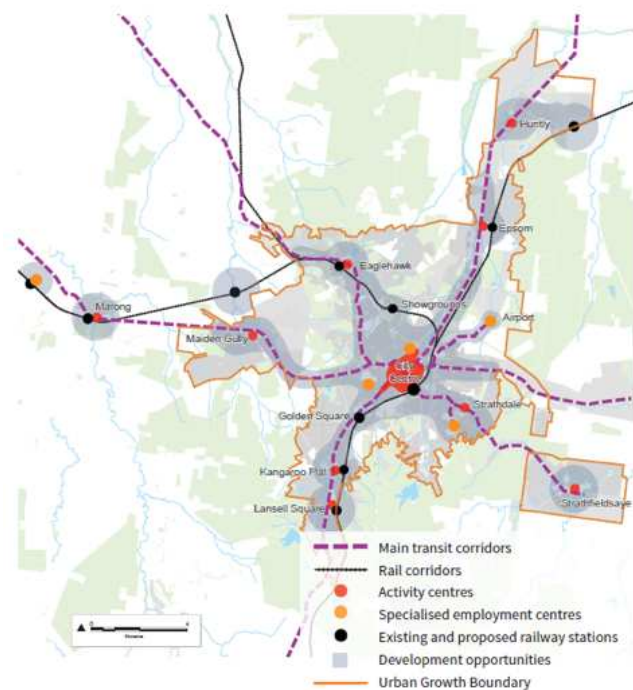 Huntly
Epsom
Eaglehawk
Showgrounds
Airport
Marong
Maiden Gully
City
Centre
Strathdale
Golden Square
Kangaroo Flat
Lansell Square
Strathfieldsaye
Main transit corridors
Rail corridors
Activity centres
Specialised employment centres
Existing and proposed railway stations
Development opportunities
Urban Growth Boundary